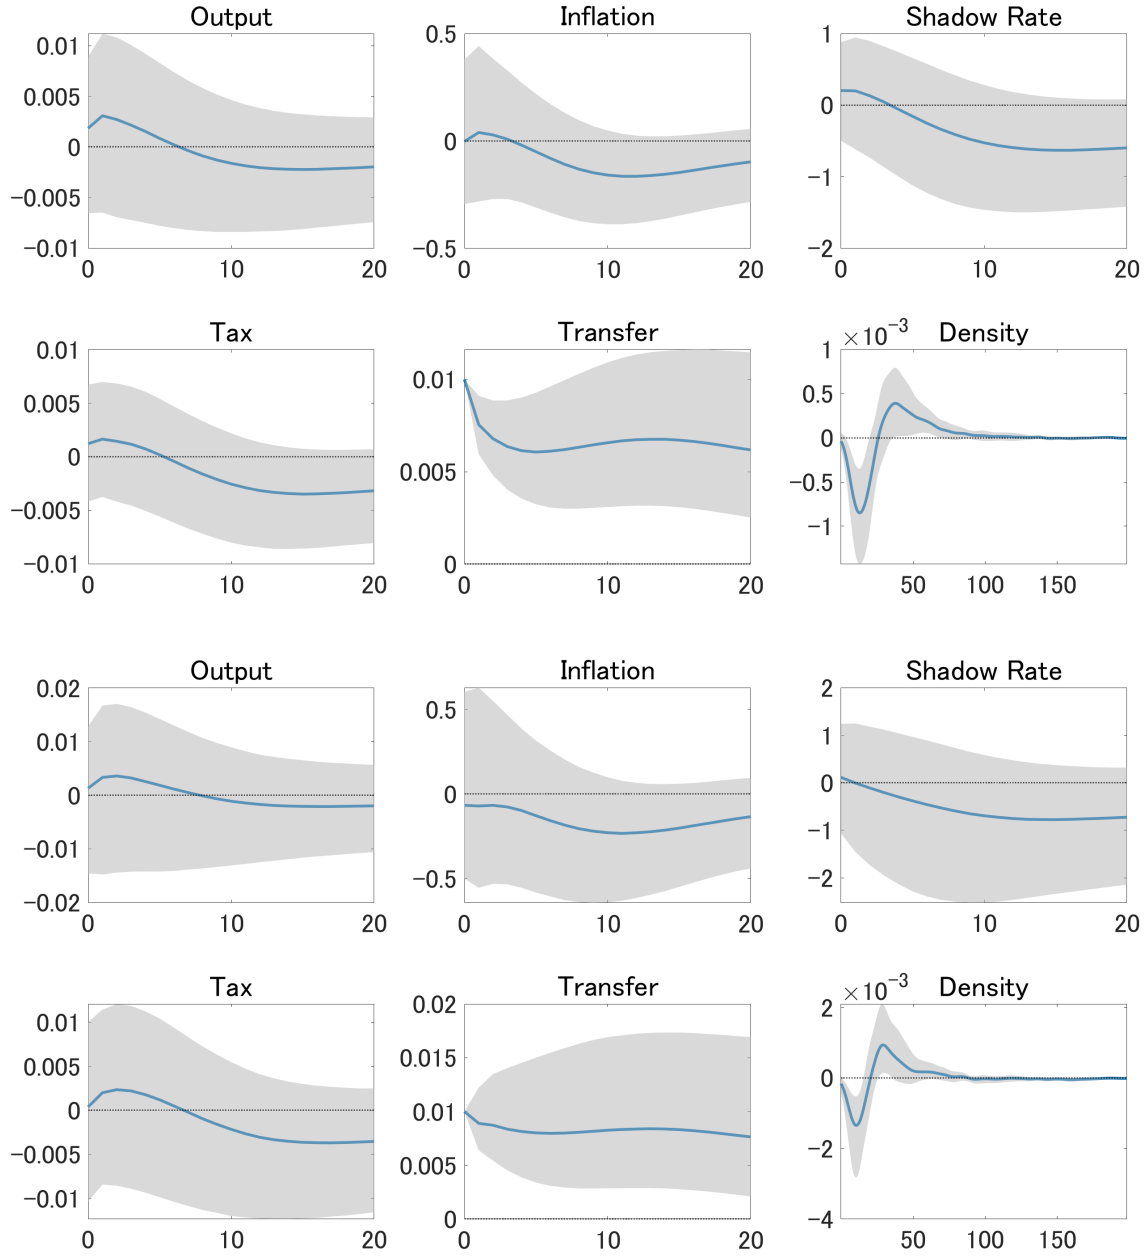 Output Inflation Shadow Rate
0.01 0.5 1
0.005 0
0 0
−0.005 −1
−0.01 −0.5 −2
0 10 20 0 10 20 0 10 20
Tax Transfer ×10−3 Density
0.01 1
0.01
0.005 0.5
0 0.005 0
−0.005 −0.5
−1
−0.01 0
0 10 20 0 10 20 50 100 150
Output Inflation Shadow Rate
0.02 2
0.5
0.01 1
0 0 0
−0.01 −1
−0.5 −2
−0.02
0 10 20 0 10 20 0 10 20
Tax Transfer ×10−3 Density
0.02 2
0.01
0.015
0.005 0
0 0.01
−0.005 0.005 −2
−0.01
0 −4
0 10 20 0 10 20 50 100 150